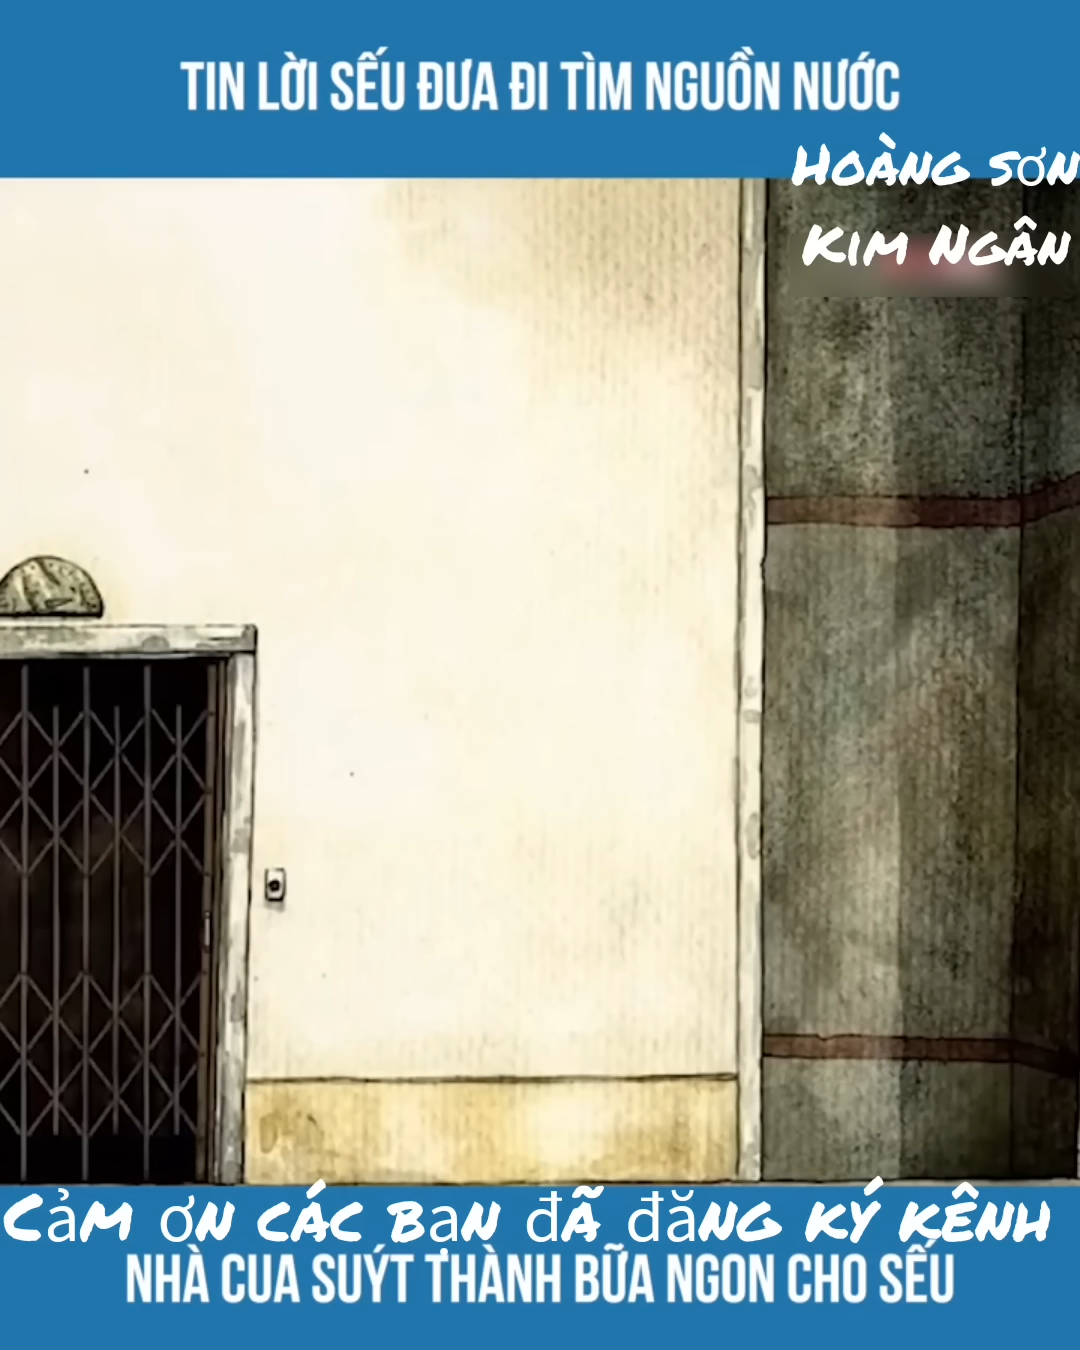 TIN LỜI SẾU ĐƯA ĐI TÌM NGUỒN NƯỚC
HOÀNG SƠN
KIM NGÂN
CẢM ƠN CÁC BẠN ĐÃ ĐĂNG KÝ KÊNH
NHÀ CUA SUÝT THÀNH BỮA NGON CHO SẾU